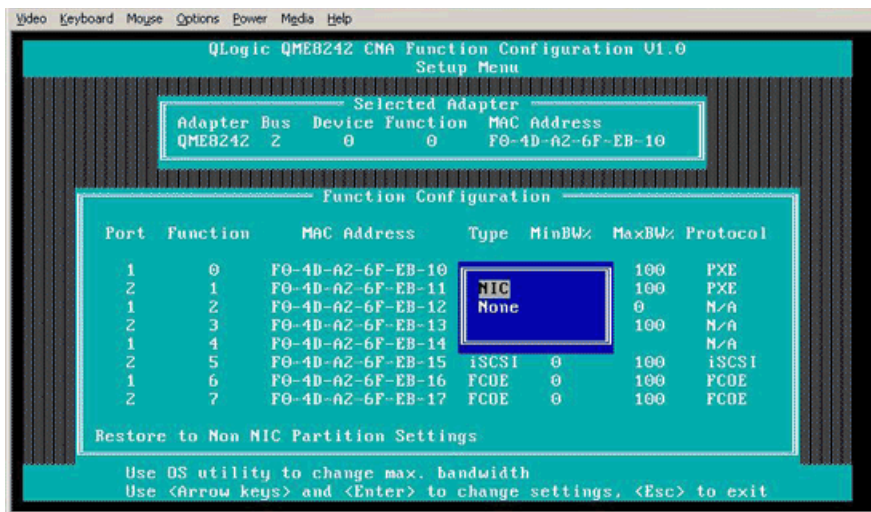 Video Keyboard Mouse Options Power Media Help
QLogic QME8242 CNA Function Configuration V1.0
Setup Menu
Selected Adapter
Adapter Bus Device Function MAC Address
QME8242 2 0 0 F0-4D-A2-6F-EB-10
Function Configuration
Port Function MAC Address Type MinBW% MaxBW% Protocol
1 0 F0-4D-A2-6F-EB-10 100 PXE
2 1 F0-4D-A2-6F-EB-11 NIC 100 PXE
1 2 F0-4D-A2-6F-EB-12 None 0 N/A
2 3 F0-4D-A2-6F-EB-13 100 N/A
1 4 F0-4D-A2-6F-EB-14 N/A
2 5 F0-4D-A2-6F-EB-15 iSCSI 0 100 iSCSI
1 6 F0-4D-A2-6F-EB-16 FCOE 0 100 FCOE
2 7 F0-4D-A2-6F-EB-17 FCOE 0 100 FCOE
Restore to Non NIC Partition Settings
Use OS utility to change max. bandwidth
Use <Arrow keys> and <Enter> to change settings, <Esc> to exit